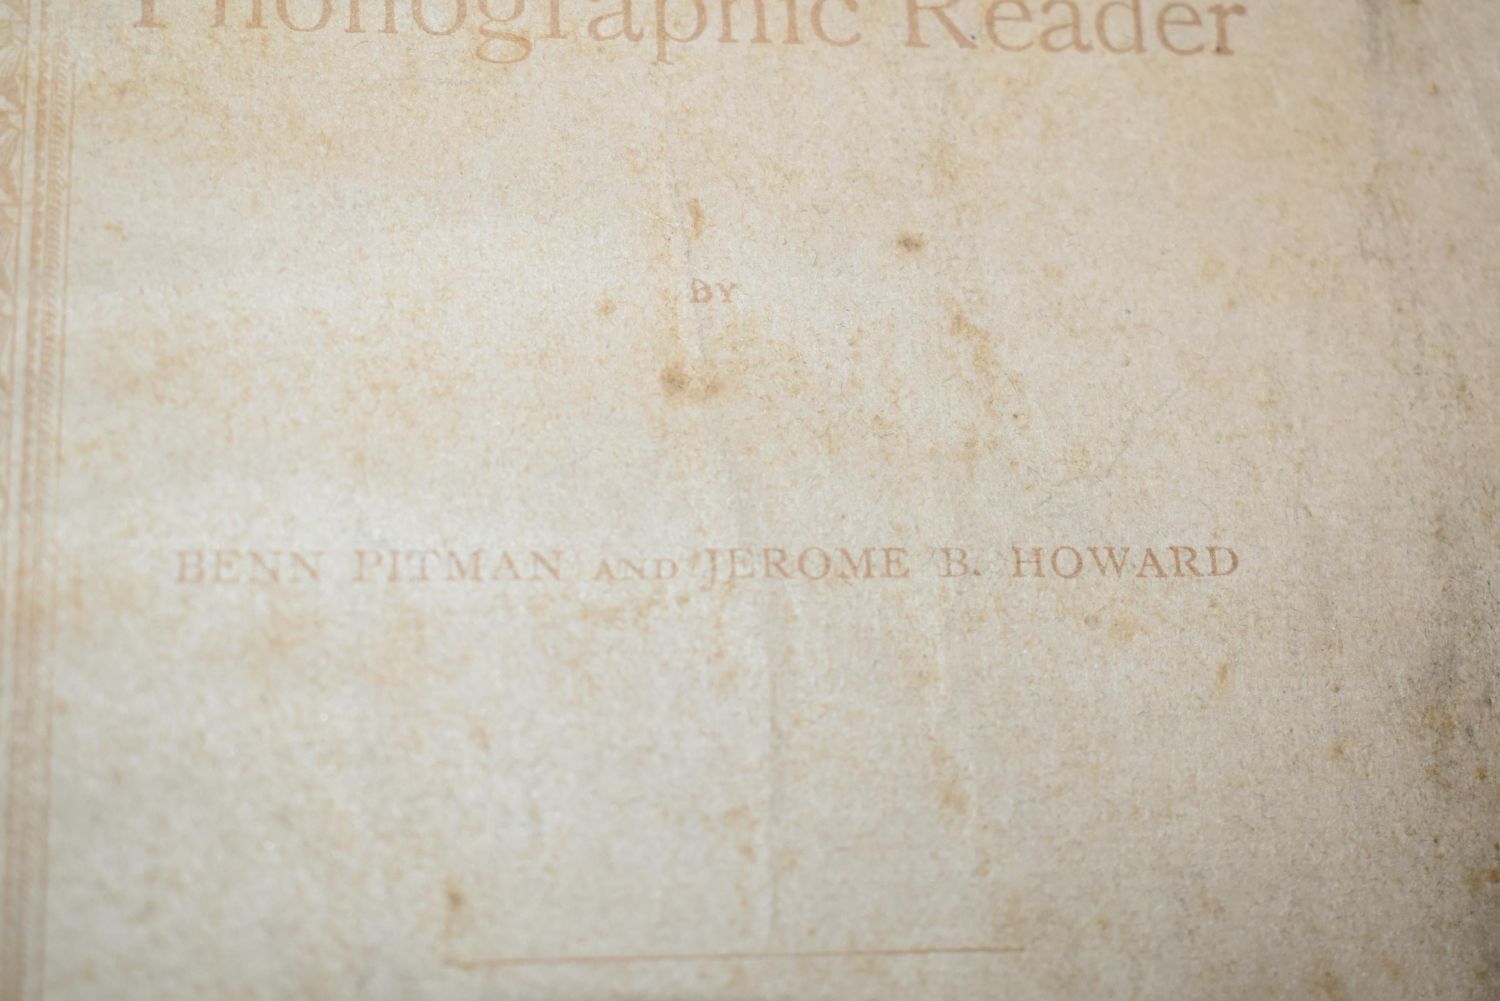 Phonographic Reader
BY
BENN PITMAN AND JEROME B. HOWARD